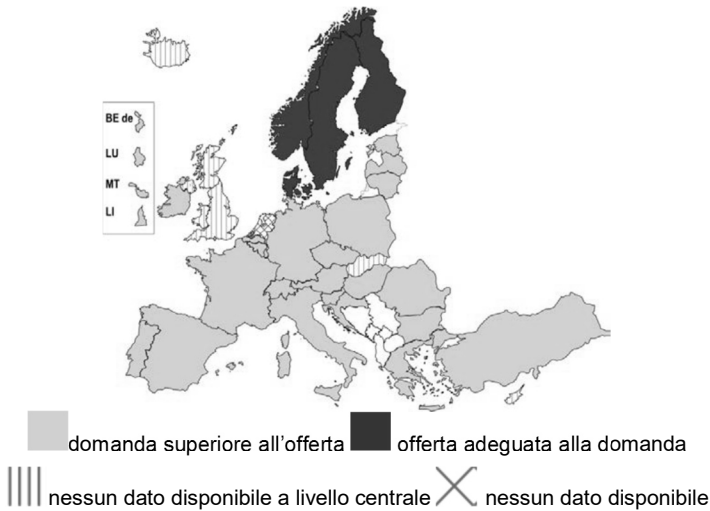 BE de
LU
MT
LI
domanda superiore all'offerta offerta adeguata alla domanda
nessun dato disponibile a livello centrale nessun dato disponibile